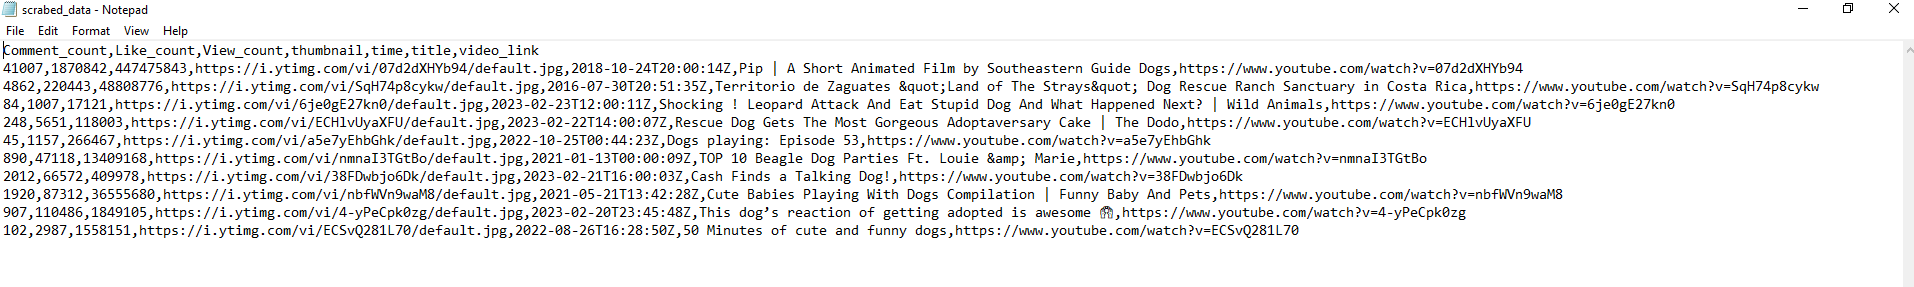 scrabed_data - Notepad
File Edit Format View Help
Comment_count,Like_count,View_count,thumbnail,time,title,video_link
41007,1870842,447475843,https://i.ytimg.com/vi/07d2dXHYb94/default.jpg,2018-10-24T20:00:14Z,Pip | A Short Animated Film by Southeastern Guide Dogs,https://www.youtube.com/watch?v=07d2dXHYb94
4862,220443,48808776,https://i.ytimg.com/vi/SqH74p8cykw/default.jpg,2016-07-30T20:51:35Z,Territorio de Zaguates &quot;Land of The Strays&quot; Dog Rescue Ranch Sanctuary in Costa Rica,https://www.youtube.com/watch?v=SqH74p8cykw
84,1007,17121,https://i.ytimg.com/vi/6je0gE27kn0/default.jpg,2023-02-23T12:00:11Z,Shocking ! Leopard Attack And Eat Stupid Dog And What Happened Next? | Wild Animals,https://www.youtube.com/watch?v=6je0gE27kn0
248,5651,118003,https://i.ytimg.com/vi/EChlvUyaXFU/default.jpg,2023-02-22T14:00:07Z,Rescue Dog Gets The Most Gorgeous Adoptaversary Cake | The Dodo,https://www.youtube.com/watch?v=EChlvUyaXFU
45,1157,266467,https://i.ytimg.com/vi/a5e7yEhbGhk/default.jpg,2022-10-25T00:44:23Z,Dogs playing: Episode 53,https://www.youtube.com/watch?v=a5e7yEhbGhk
890,47118,13409168,https://i.ytimg.com/vi/nmnaI3TGtBo/default.jpg,2021-01-13T00:00:09Z,TOP 10 Beagle Dog Parties Ft. Louie &amp; Marie,https://www.youtube.com/watch?v=nmnaI3TGtBo
2012,66572,409978,https://i.ytimg.com/vi/38FDwbjo6Dk/default.jpg,2023-02-21T16:00:03Z,Cash Finds a Talking Dog!,https://www.youtube.com/watch?v=38FDwbjo6Dk
1920,87312,36555680,https://i.ytimg.com/vi/nbfWVn9waM8/default.jpg,2021-05-21T13:42:28Z,Cute Babies Playing With Dogs Compilation | Funny Baby And Pets,https://www.youtube.com/watch?v=nbfWVn9waM8
907,110486,1849105,https://i.ytimg.com/vi/4-yPeCpk0zg/default.jpg,2023-02-20T23:45:48Z,This dog’s reaction of getting adopted is awesome ,https://www.youtube.com/watch?v=4-yPeCpk0zg
102,2987,1558151,https://i.ytimg.com/vi/ECSvQ281L70/default.jpg,2022-08-26T16:28:50Z,50 Minutes of cute and funny dogs,https://www.youtube.com/watch?v=ECSvQ281L70